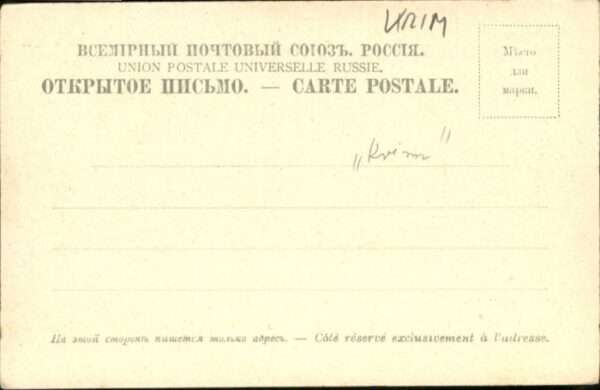 KRIM
ВСЕМІРНЫЙ ПОЧТОВЫЙ СОЮЗЪ. РОССІЯ.
UNION POSTALE UNIVERSELLE RUSSIE.
ОТКРЫТОЕ ПИСЬМО. — CARTE POSTALE.
Мѣсто
для
марки.
„Krim"
На этой сторонѣ пишется только адресъ. — Côté réservé exclusivement à l'adresse.